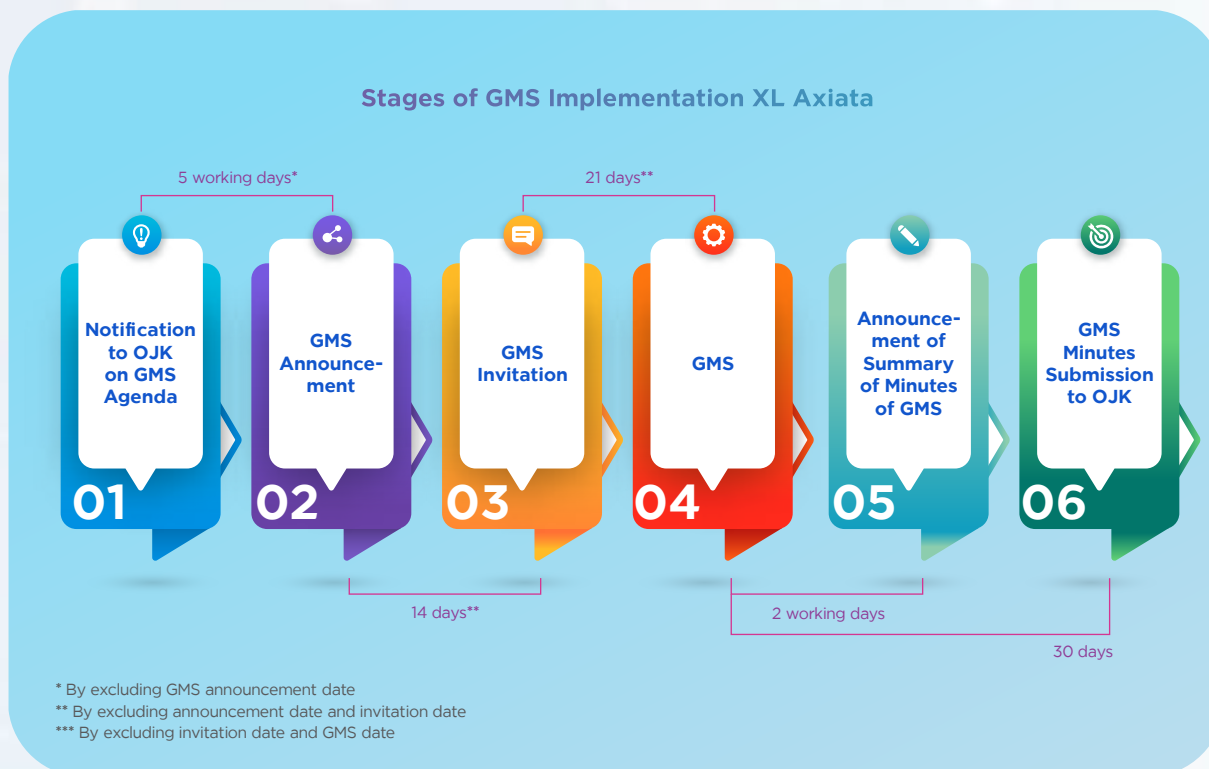 Stages of GMS Implementation XL Axiata
5 working days*
21 days**
Notification
to OJK
on GMS
Agenda
01
GMS
Announce-
ment
02
GMS
Invitation
03
GMS
04
Announce-
ment of
Summary
of Minutes
of GMS
05
GMS
Minutes
Submission
to OJK
06
14 days**
2 working days
30 days
* By excluding GMS announcement date
** By excluding announcement date and invitation date
*** By excluding invitation date and GMS date